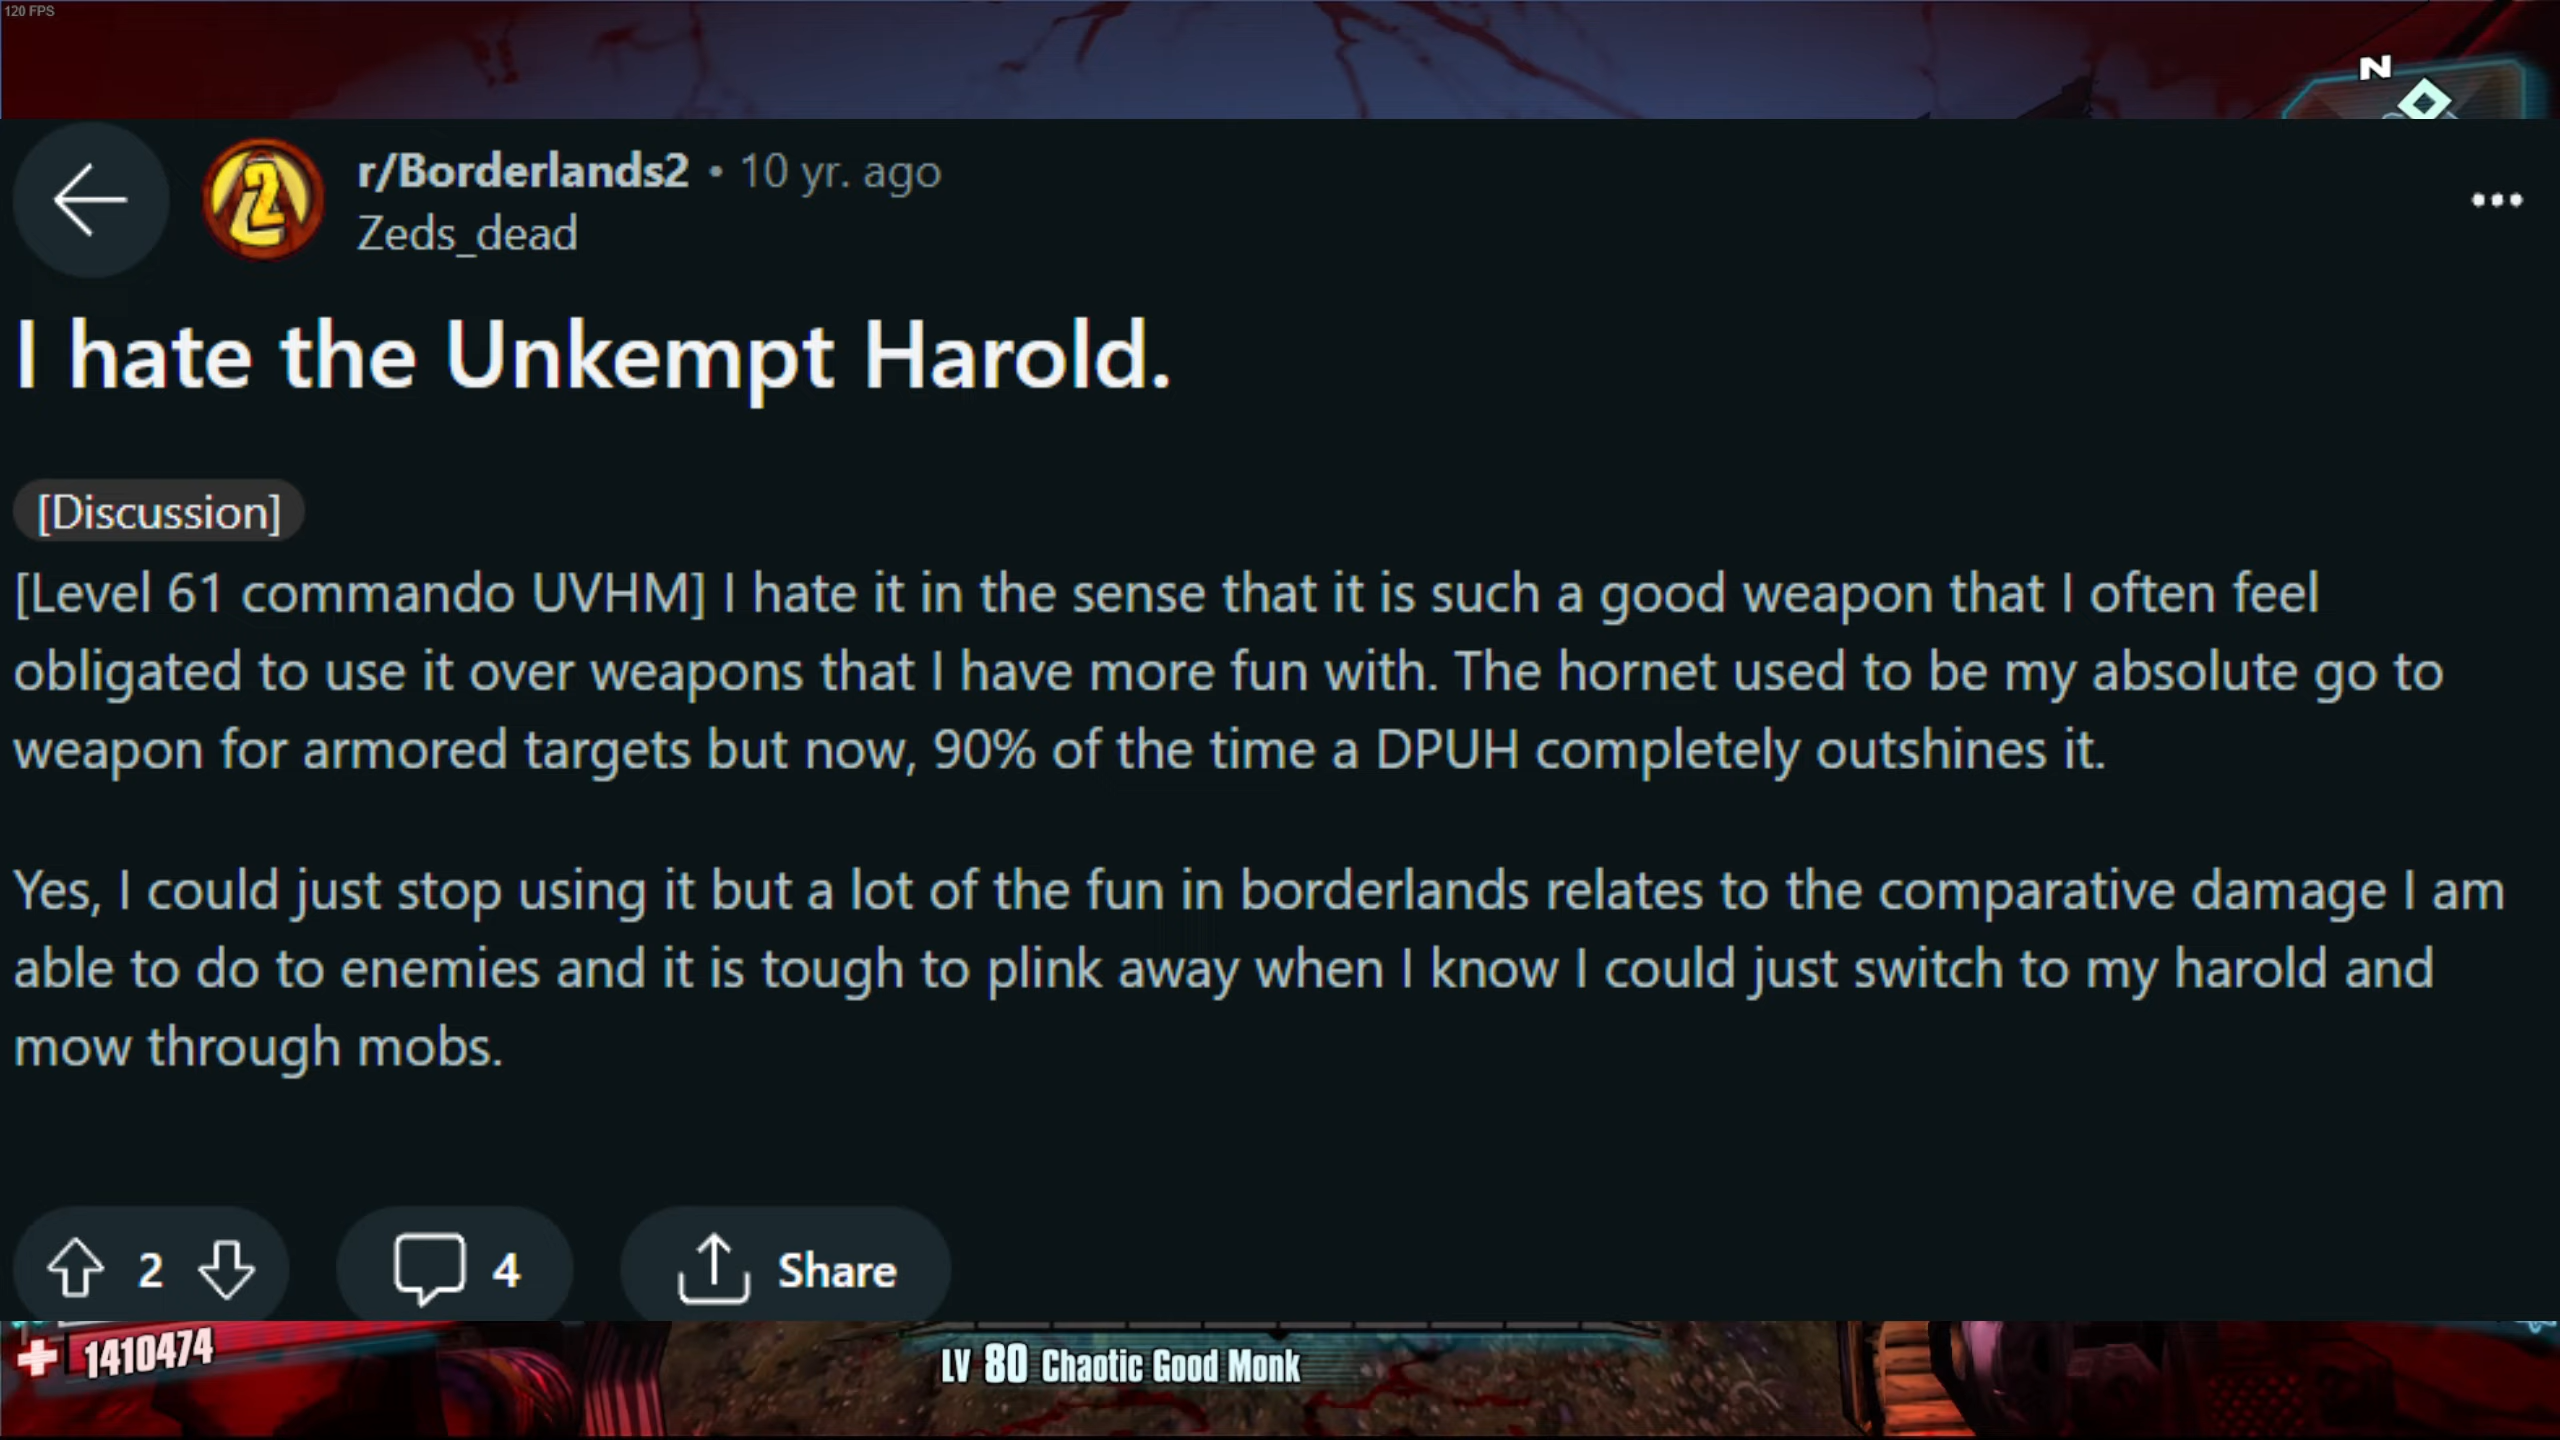 120 FPS
N
r/Borderlands2 • 10 yr. ago
Zeds_dead
I hate the Unkempt Harold.
[Discussion]
[Level 61 commando UVHM] I hate it in the sense that it is such a good weapon that I often feel
obligated to use it over weapons that I have more fun with. The hornet used to be my absolute go to
weapon for armored targets but now, 90% of the time a DPUH completely outshines it.
Yes, I could just stop using it but a lot of the fun in borderlands relates to the comparative damage I am
able to do to enemies and it is tough to plink away when I know I could just switch to my harold and
mow through mobs.
2
4
Share
1410474
LV 80 Chaotic Good Monk